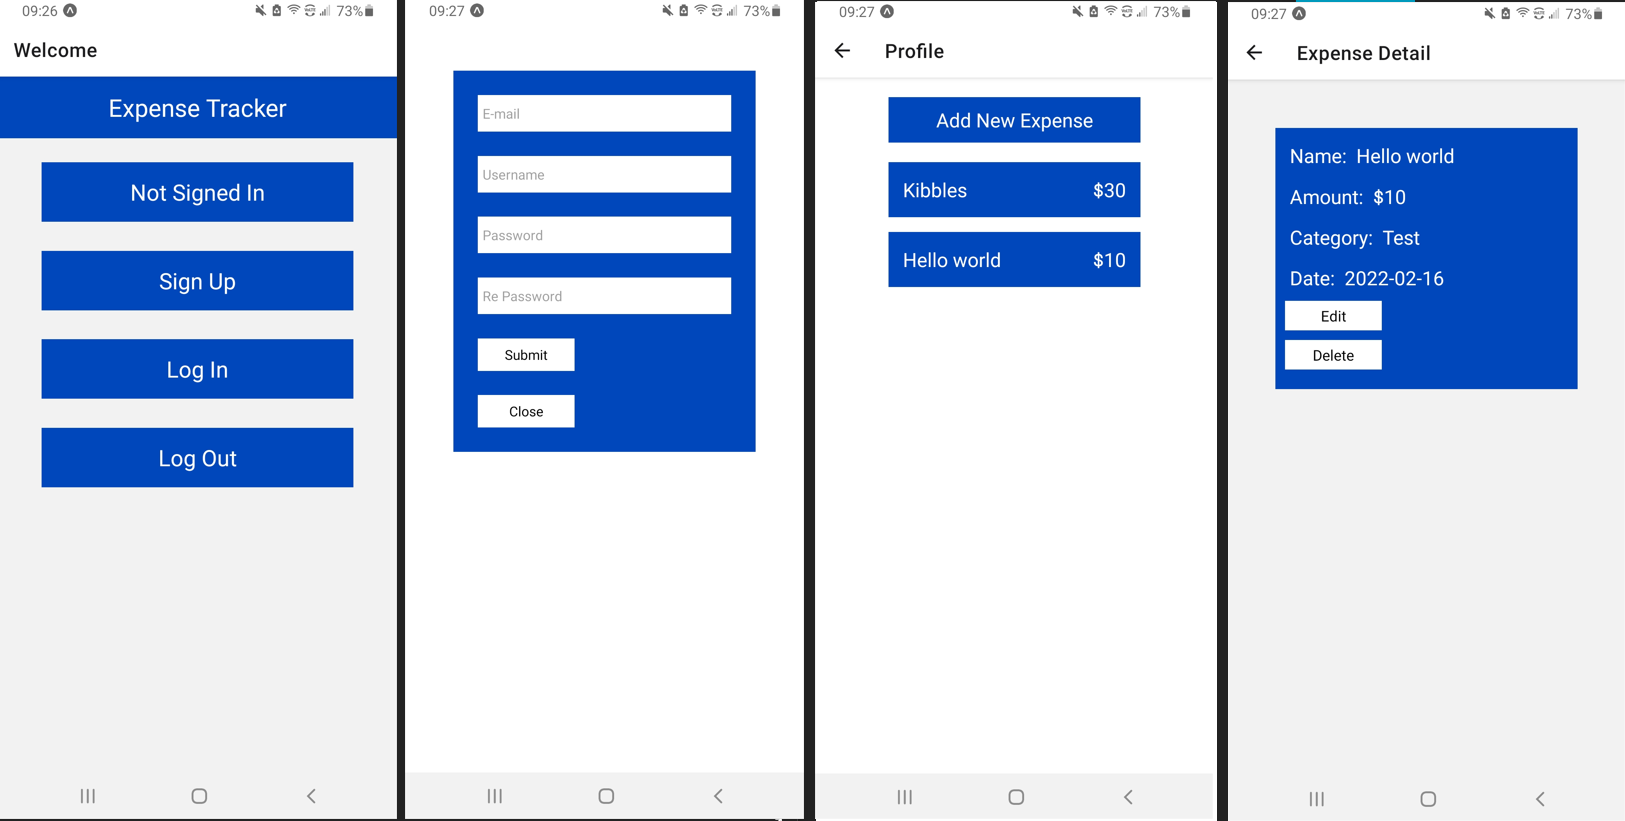 09:26 73%
Welcome
Expense Tracker
Not Signed In
Sign Up
Log In
Log Out
09:27 73%
E-mail
Username
Password
Re Password
Submit
Close
09:27 73%
Profile
Add New Expense
Kibbles $30
Hello world $10
09:27 73%
Expense Detail
Name: Hello world
Amount: $10
Category: Test
Date: 2022-02-16
Edit
Delete